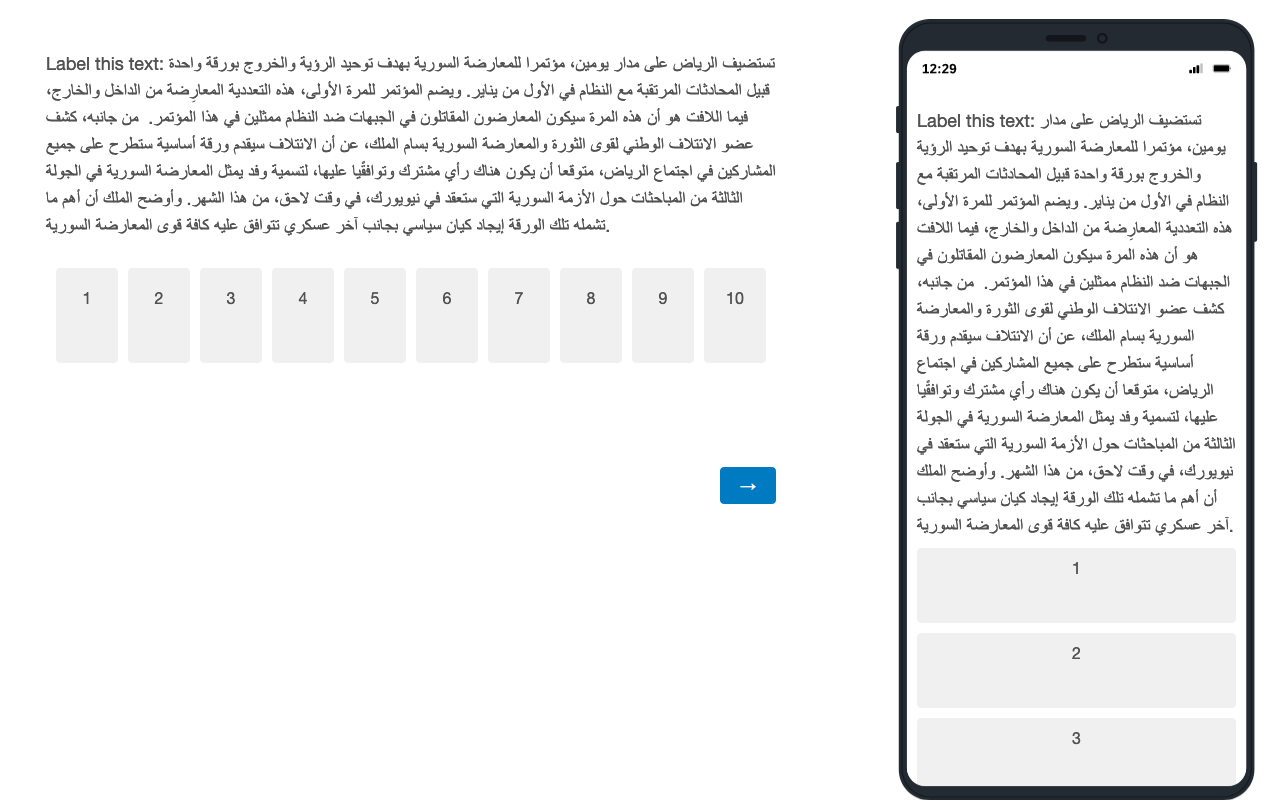 Label this text: تستضيف الرياض على مدار يومين، مؤتمرا للمعارضة السورية بهدف توحيد الرؤية والخروج بورقة واحدة
قبيل المحادثات المرتقبة مع النظام في الأول من يناير. ويضم المؤتمر للمرة الأولى، هذه التعددية المعارِضة من الداخل والخارج،
فيما اللافت هو أن هذه المرة سيكون المعارضون المقاتلون في الجبهات ضد النظام ممثلين في هذا المؤتمر.  من جانبه، كشف
عضو الائتلاف الوطني لقوى الثورة والمعارضة السورية بسام الملك، عن أن الائتلاف سيقدم ورقة أساسية ستطرح على جميع
المشاركين في اجتماع الرياض، متوقعا أن يكون هناك رأي مشترك وتوافقًيا عليها، لتسمية وفد يمثل المعارضة السورية في الجولة
الثالثة من المباحثات حول الأزمة السورية التي ستعقد في نيويورك، في وقت لاحق، من هذا الشهر. وأوضح الملك أن أهم ما
تشمله تلك الورقة إيجاد كيان سياسي بجانب آخر عسكري تتوافق عليه كافة قوى المعارضة السورية.
1 2 3 4 5 6 7 8 9 10
→
12:29
Label this text: تستضيف الرياض على مدار
يومين، مؤتمرا للمعارضة السورية بهدف توحيد الرؤية
والخروج بورقة واحدة قبيل المحادثات المرتقبة مع
النظام في الأول من يناير. ويضم المؤتمر للمرة الأولى،
هذه التعددية المعارِضة من الداخل والخارج، فيما اللافت
هو أن هذه المرة سيكون المعارضون المقاتلون في
الجبهات ضد النظام ممثلين في هذا المؤتمر.  من جانبه،
كشف عضو الائتلاف الوطني لقوى الثورة والمعارضة
السورية بسام الملك، عن أن الائتلاف سيقدم ورقة
أساسية ستطرح على جميع المشاركين في اجتماع
الرياض، متوقعا أن يكون هناك رأي مشترك وتوافقًيا
عليها، لتسمية وفد يمثل المعارضة السورية في الجولة
الثالثة من المباحثات حول الأزمة السورية التي ستعقد في
نيويورك، في وقت لاحق، من هذا الشهر. وأوضح الملك
أن أهم ما تشمله تلك الورقة إيجاد كيان سياسي بجانب
آخر عسكري تتوافق عليه كافة قوى المعارضة السورية.
1
2
3